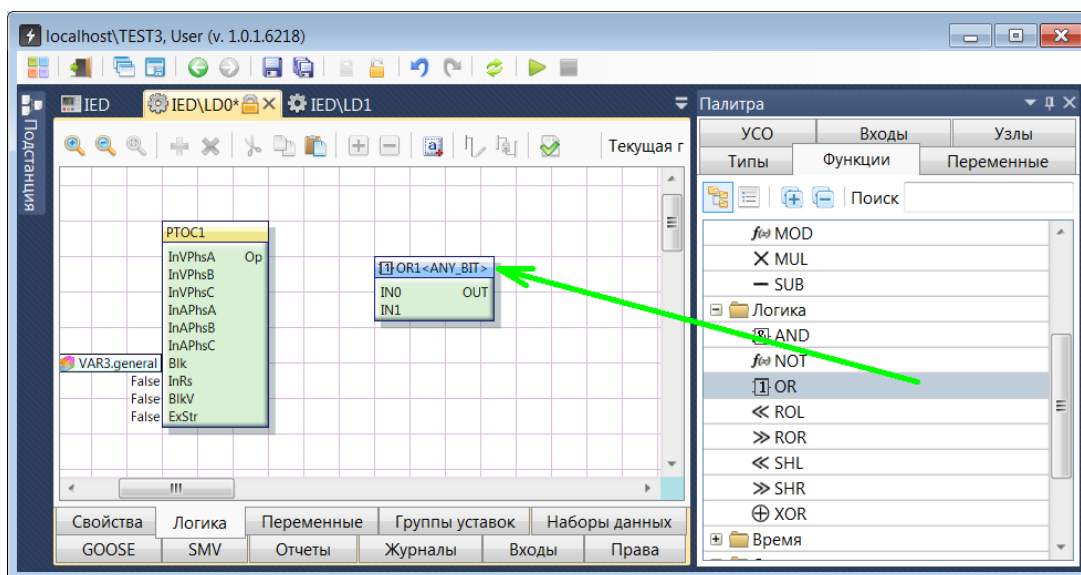 localhost\TEST3, User (v. 1.0.1.6218)
Подстанция
IED
IED\LD0*
IED\LD1
Текущая г
PTOC1
InVPhsA Op
InVPhsB
InVPhsC
InAPhsA
InAPhsB
InAPhsC
VAR3.general Blk
False InRs
False BlkV
False ExStr
OR1<ANY_BIT>
IN0 OUT
IN1
Свойства Логика Переменные Группы уставок Наборы данных
GOOSE SMV Отчеты Журналы Входы Права
Палитра
УСО Входы Узлы
Типы Функции Переменные
Поиск
f(x) MOD
MUL
SUB
Логика
& AND
f(x) NOT
1 OR
ROL
ROR
SHL
SHR
XOR
Время